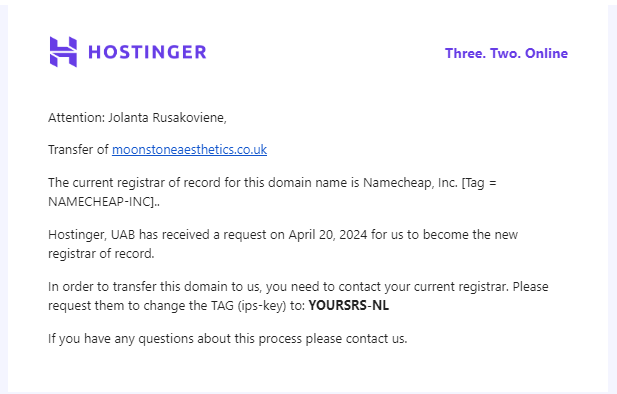 HOSTINGER
Three. Two. Online
Attention: Jolanta Rusakoviene,
Transfer of moonstoneaesthetics.co.uk
The current registrar of record for this domain name is Namecheap, Inc. [Tag =
NAMECHEAP-INC]..
Hostinger, UAB has received a request on April 20, 2024 for us to become the new
registrar of record.
In order to transfer this domain to us, you need to contact your current registrar. Please
request them to change the TAG (ips-key) to: YOURSRS-NL
If you have any questions about this process please contact us.